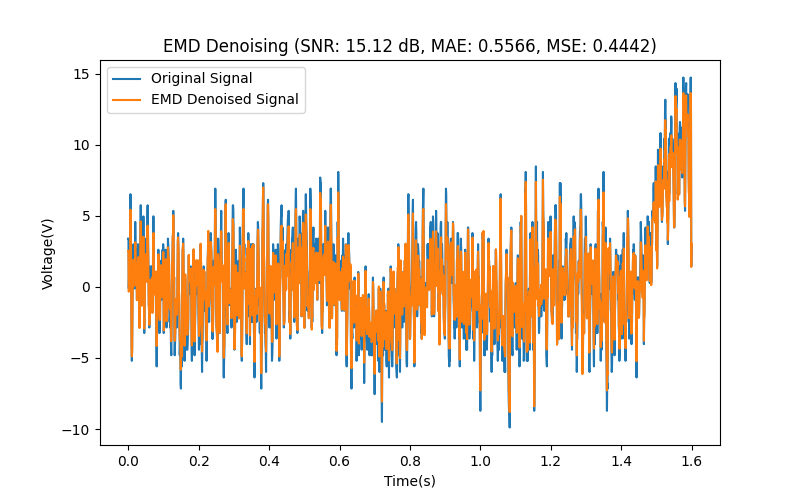 EMD Denoising (SNR: 15.12 dB, MAE: 0.5566, MSE: 0.4442)
Original Signal
EMD Denoised Signal
15
10
5
0
−5
−10
Voltage(V)
0.0 0.2 0.4 0.6 0.8 1.0 1.2 1.4 1.6
Time(s)